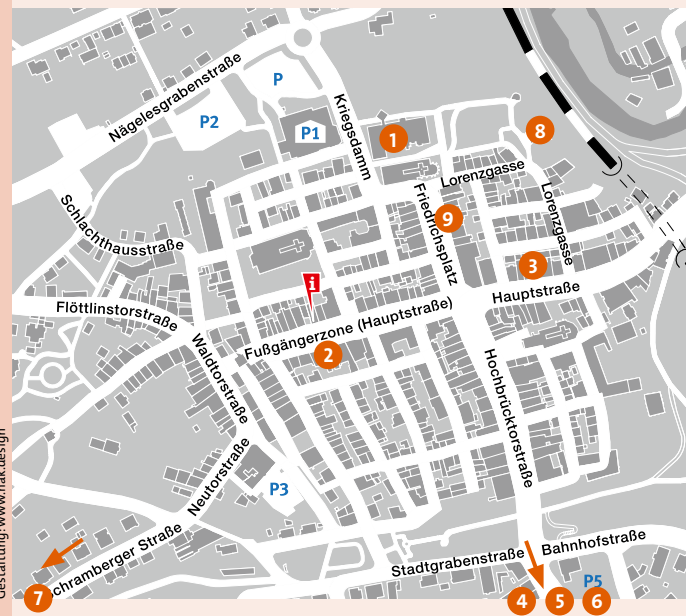 Nägelesgrabenstraße
P
P2
P1
Kriegsdamm
1
8
Lorenzgasse
Schlachthausstraße
Friedrichsplatz
9
Lorenzgasse
3
i
Hauptstraße
Flöttlinstorstraße
Fußgängerzone (Hauptstraße)
2
Waldtorstraße
Hochbrücktorstraße
Neutorstraße
P3
Gestaltung: www.hak.design
Schramberger Straße
Stadtgrabenstraße
Bahnhofstraße
P5
7
4
5
6